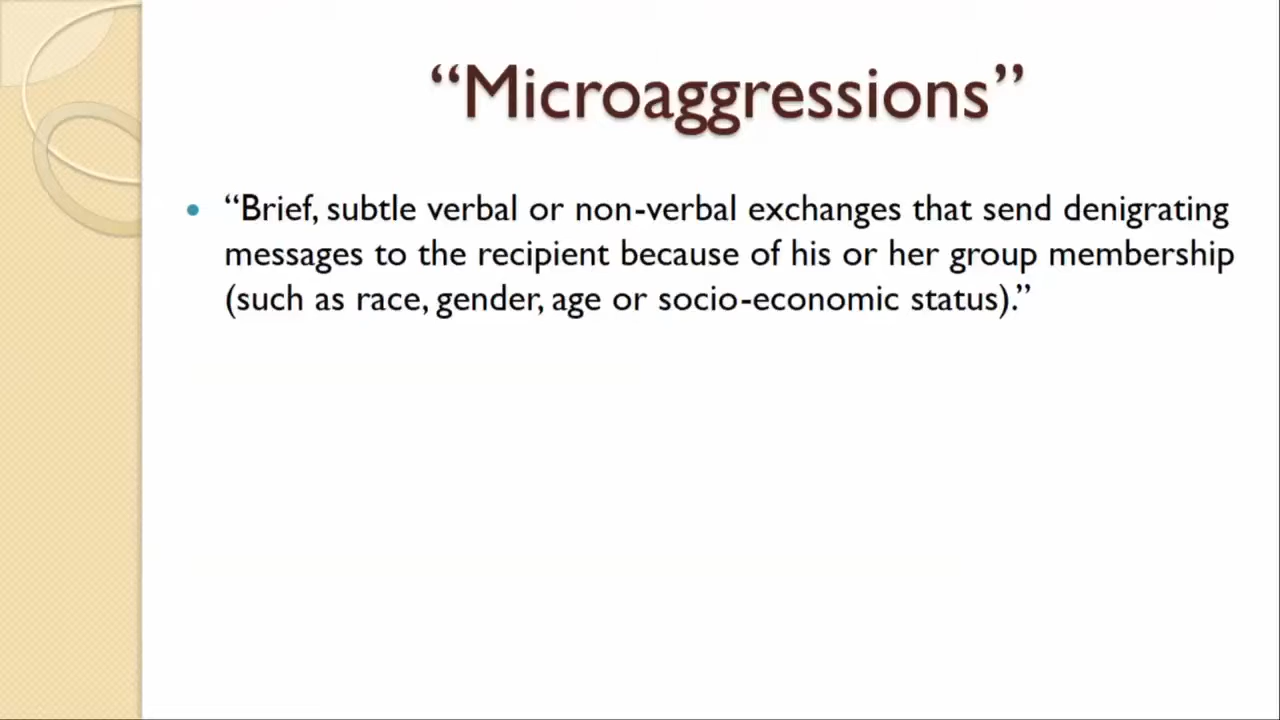 “Microaggressions”
“Brief, subtle verbal or non-verbal exchanges that send denigrating
messages to the recipient because of his or her group membership
(such as race, gender, age or socio-economic status).”